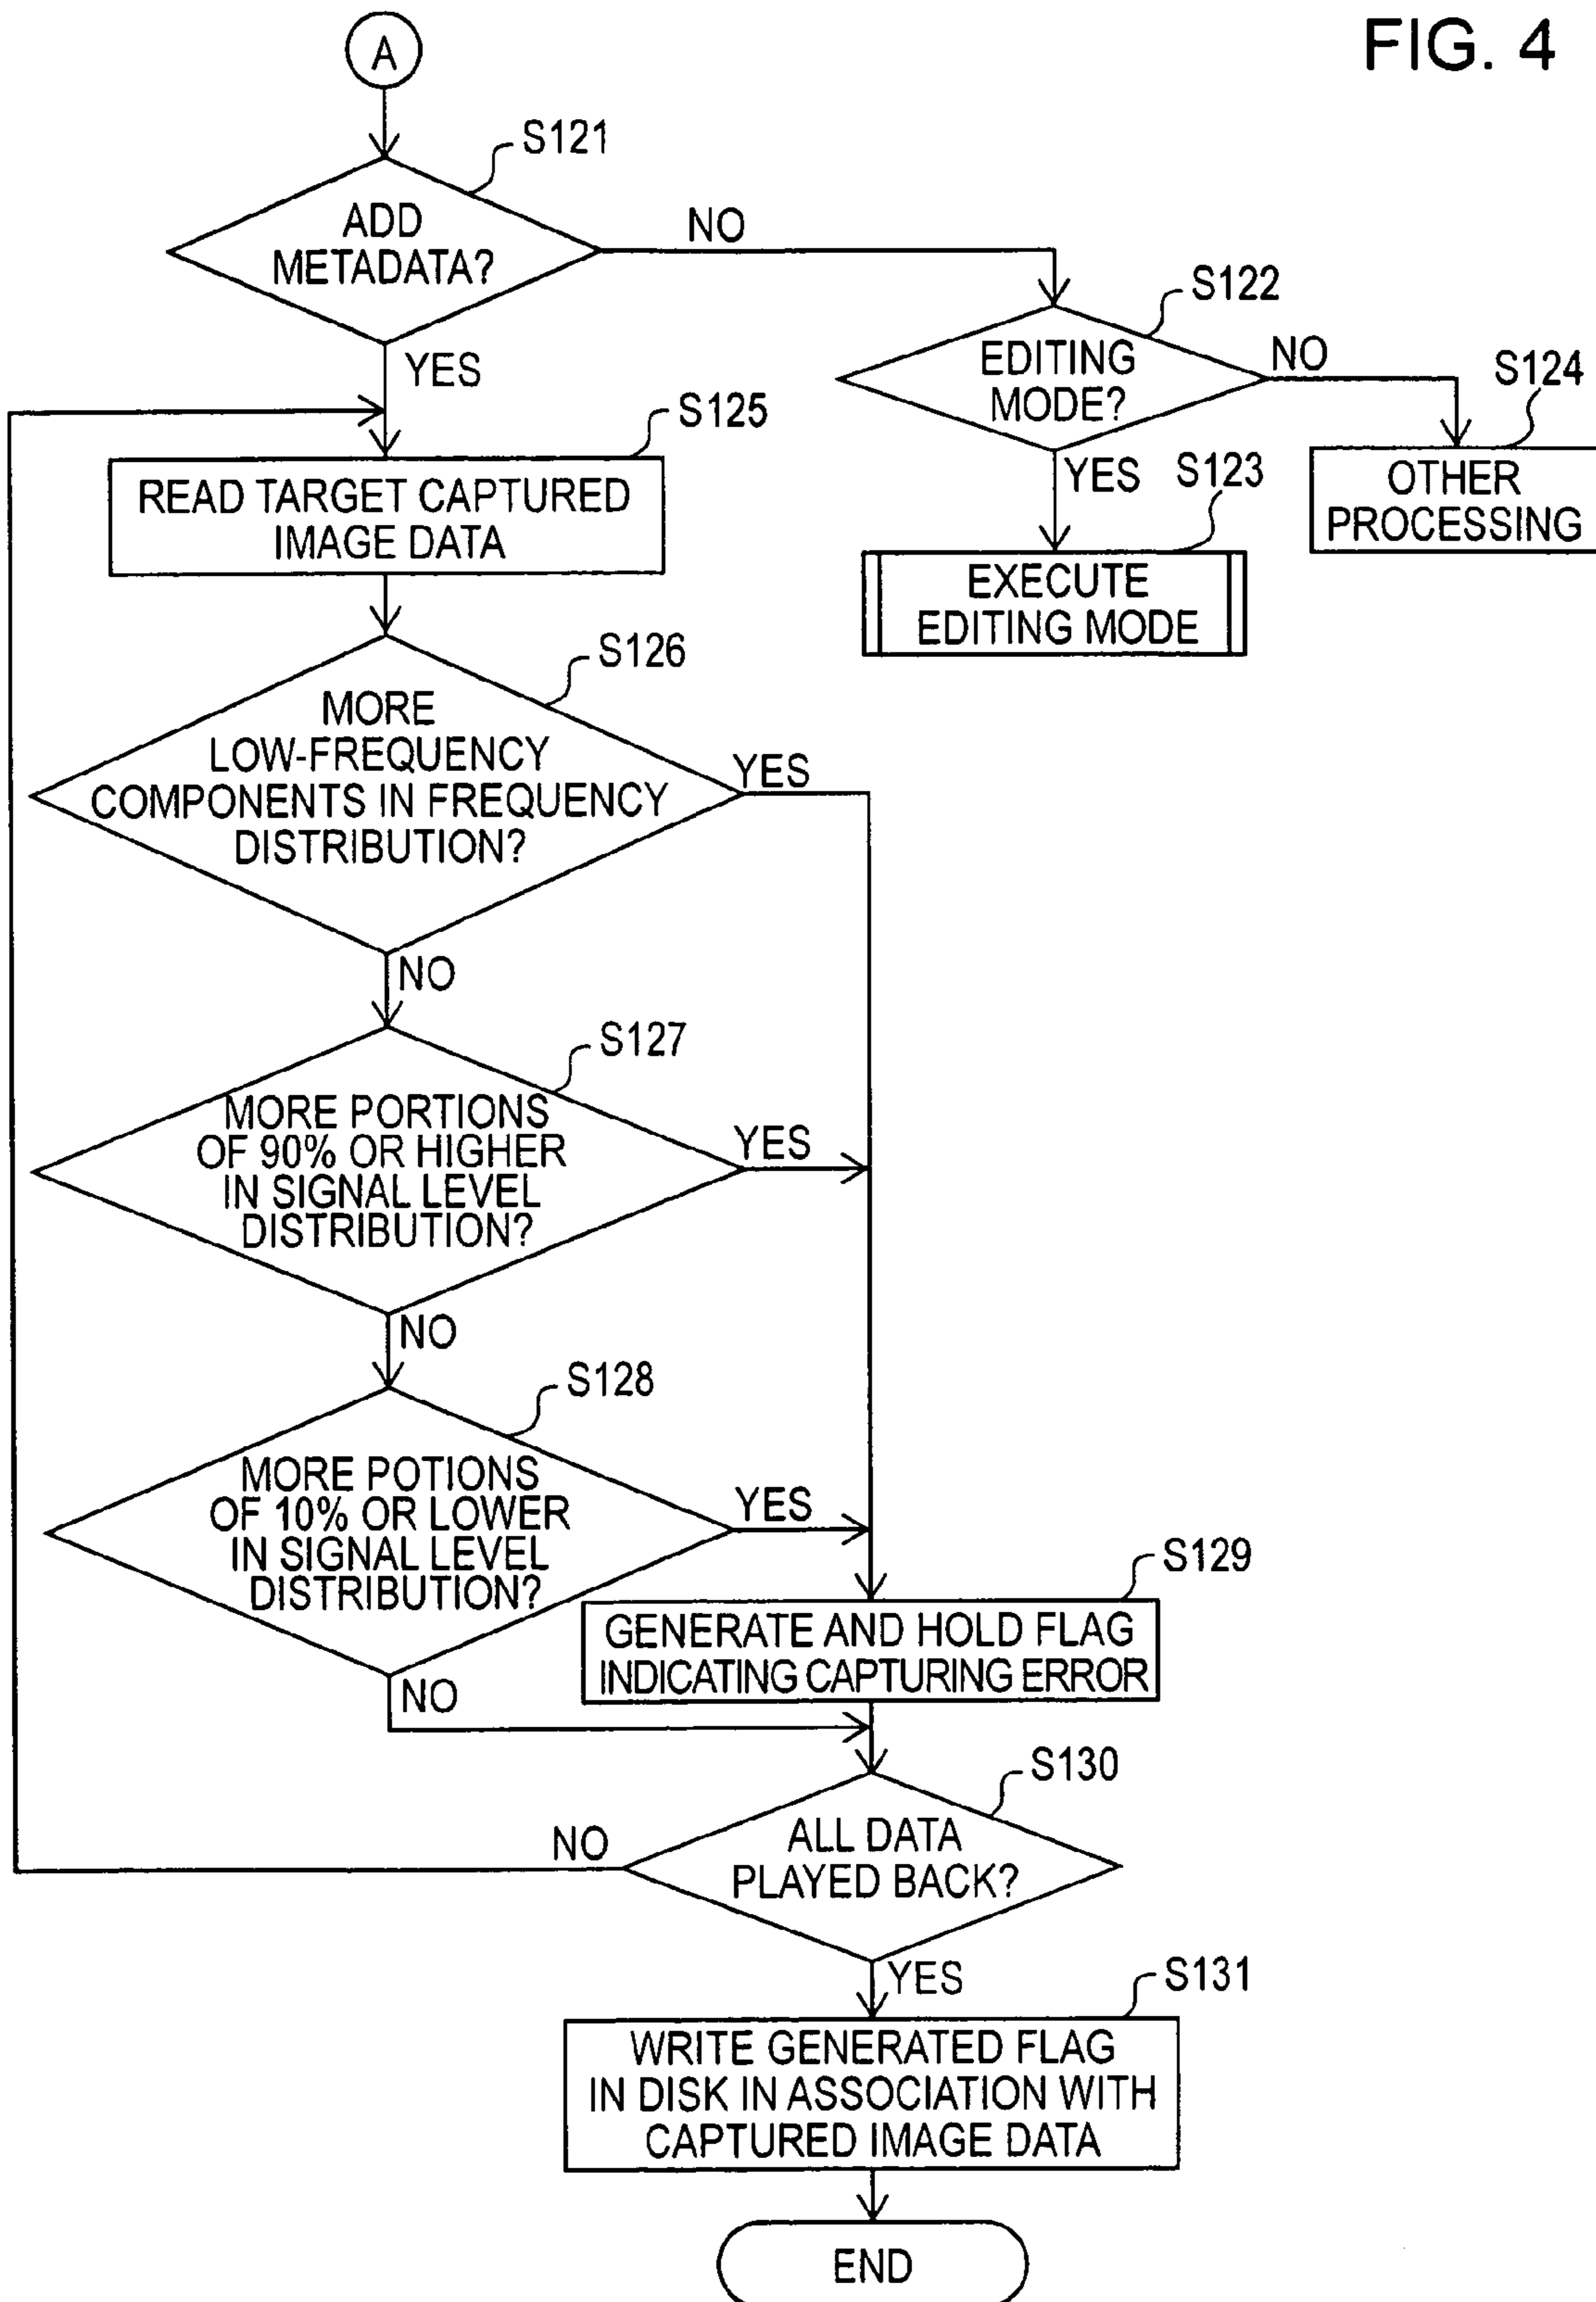 FIG. 4
A
S121
ADD
METADATA?
NO
YES
S122
EDITING
MODE?
NO
YES
S124
OTHER
PROCESSING
S123
EXECUTE
EDITING MODE
S125
READ TARGET CAPTURED
IMAGE DATA
S126
MORE
LOW-FREQUENCY
COMPONENTS IN FREQUENCY
DISTRIBUTION?
YES
NO
S127
MORE PORTIONS
OF 90% OR HIGHER
IN SIGNAL LEVEL
DISTRIBUTION?
YES
NO
S128
MORE POTIONS
OF 10% OR LOWER
IN SIGNAL LEVEL
DISTRIBUTION?
YES
NO
S129
GENERATE AND HOLD FLAG
INDICATING CAPTURING ERROR
S130
ALL DATA
PLAYED BACK?
NO
YES
S131
WRITE GENERATED FLAG
IN DISK IN ASSOCIATION WITH
CAPTURED IMAGE DATA
END